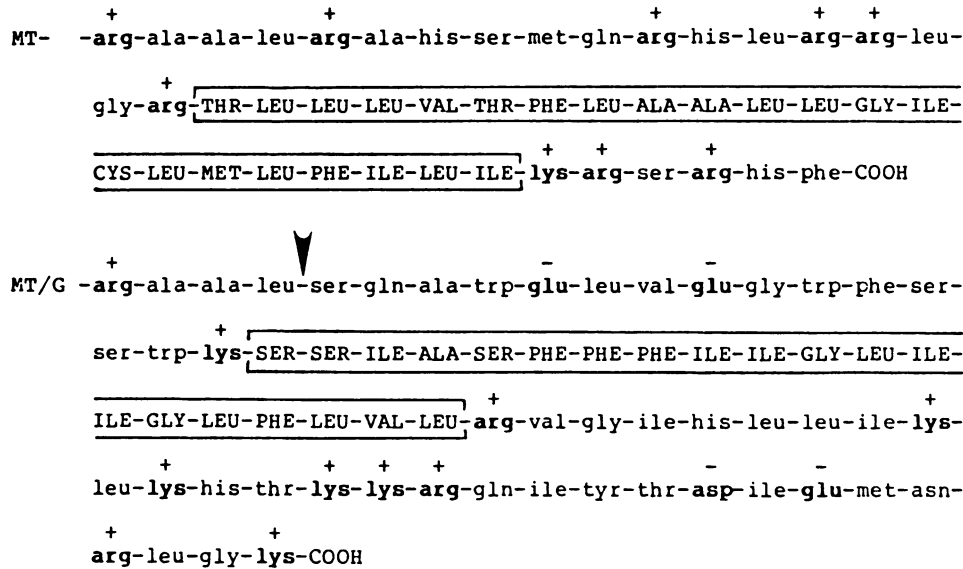 + + + + +
MT- -arg-ala-ala-leu-arg-ala-his-ser-met-gln-arg-his-leu-arg-arg-leu-
+
gly-arg-THR-LEU-LEU-LEU-VAL-THR-PHE-LEU-ALA-ALA-LEU-LEU-GLY-ILE-
+ + +
CYS-LEU-MET-LEU-PHE-ILE-LEU-ILE-lys-arg-ser-arg-his-phe-COOH
+ - -
MT/G -arg-ala-ala-leu-ser-gln-ala-trp-glu-leu-val-glu-gly-trp-phe-ser-
+
ser-trp-lys-SER-SER-ILE-ALA-SER-PHE-PHE-PHE-ILE-ILE-GLY-LEU-ILE-
+ +
ILE-GLY-LEU-PHE-LEU-VAL-LEU-arg-val-gly-ile-his-leu-leu-ile-lys-
+ + + + - -
leu-lys-his-thr-lys-lys-arg-gln-ile-tyr-thr-asp-ile-glu-met-asn-
+ +
arg-leu-gly-lys-COOH